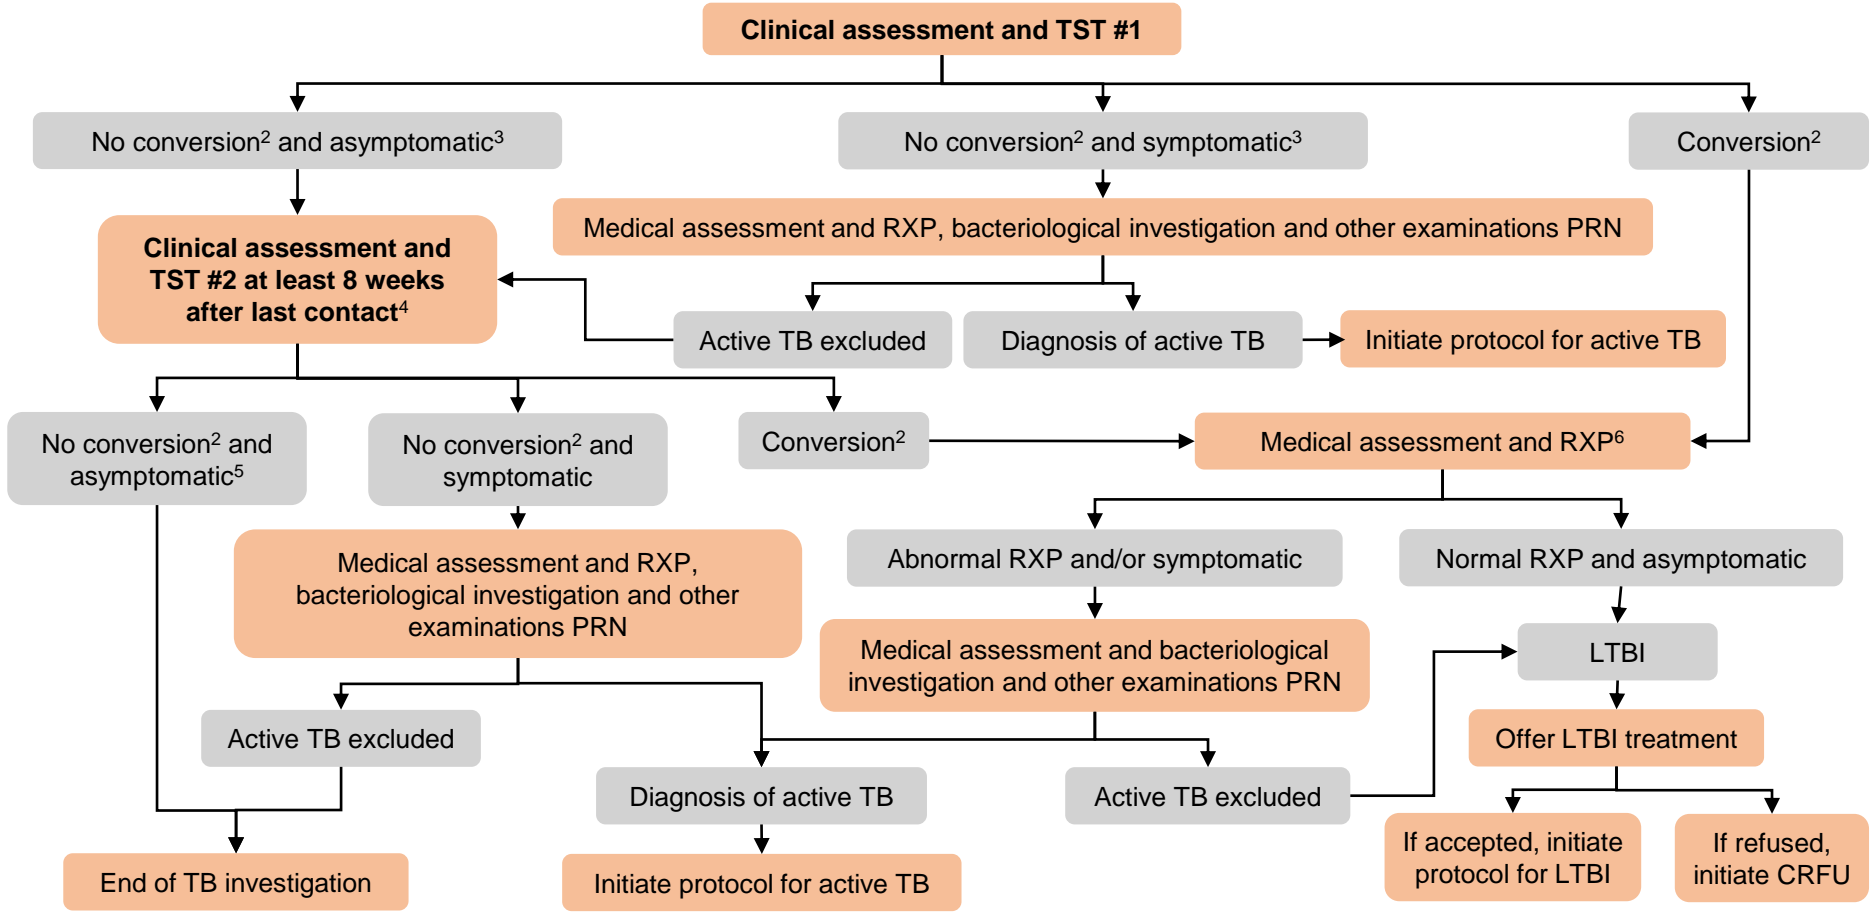 Clinical assessment and TST #1
No conversion² and asymptomatic³
No conversion² and symptomatic³
Conversion²
Medical assessment and RXP, bacteriological investigation and other examinations PRN
Clinical assessment and
TST #2 at least 8 weeks
after last contact⁴
Active TB excluded
Diagnosis of active TB
Initiate protocol for active TB
No conversion² and
asymptomatic⁵
No conversion² and
symptomatic
Conversion²
Medical assessment and RXP⁶
Medical assessment and RXP,
bacteriological investigation and other
examinations PRN
Abnormal RXP and/or symptomatic
Normal RXP and asymptomatic
Medical assessment and bacteriological
investigation and other examinations PRN
LTBI
Active TB excluded
Offer LTBI treatment
Diagnosis of active TB
Active TB excluded
If accepted, initiate
protocol for LTBI
If refused,
initiate CRFU
End of TB investigation
Initiate protocol for active TB